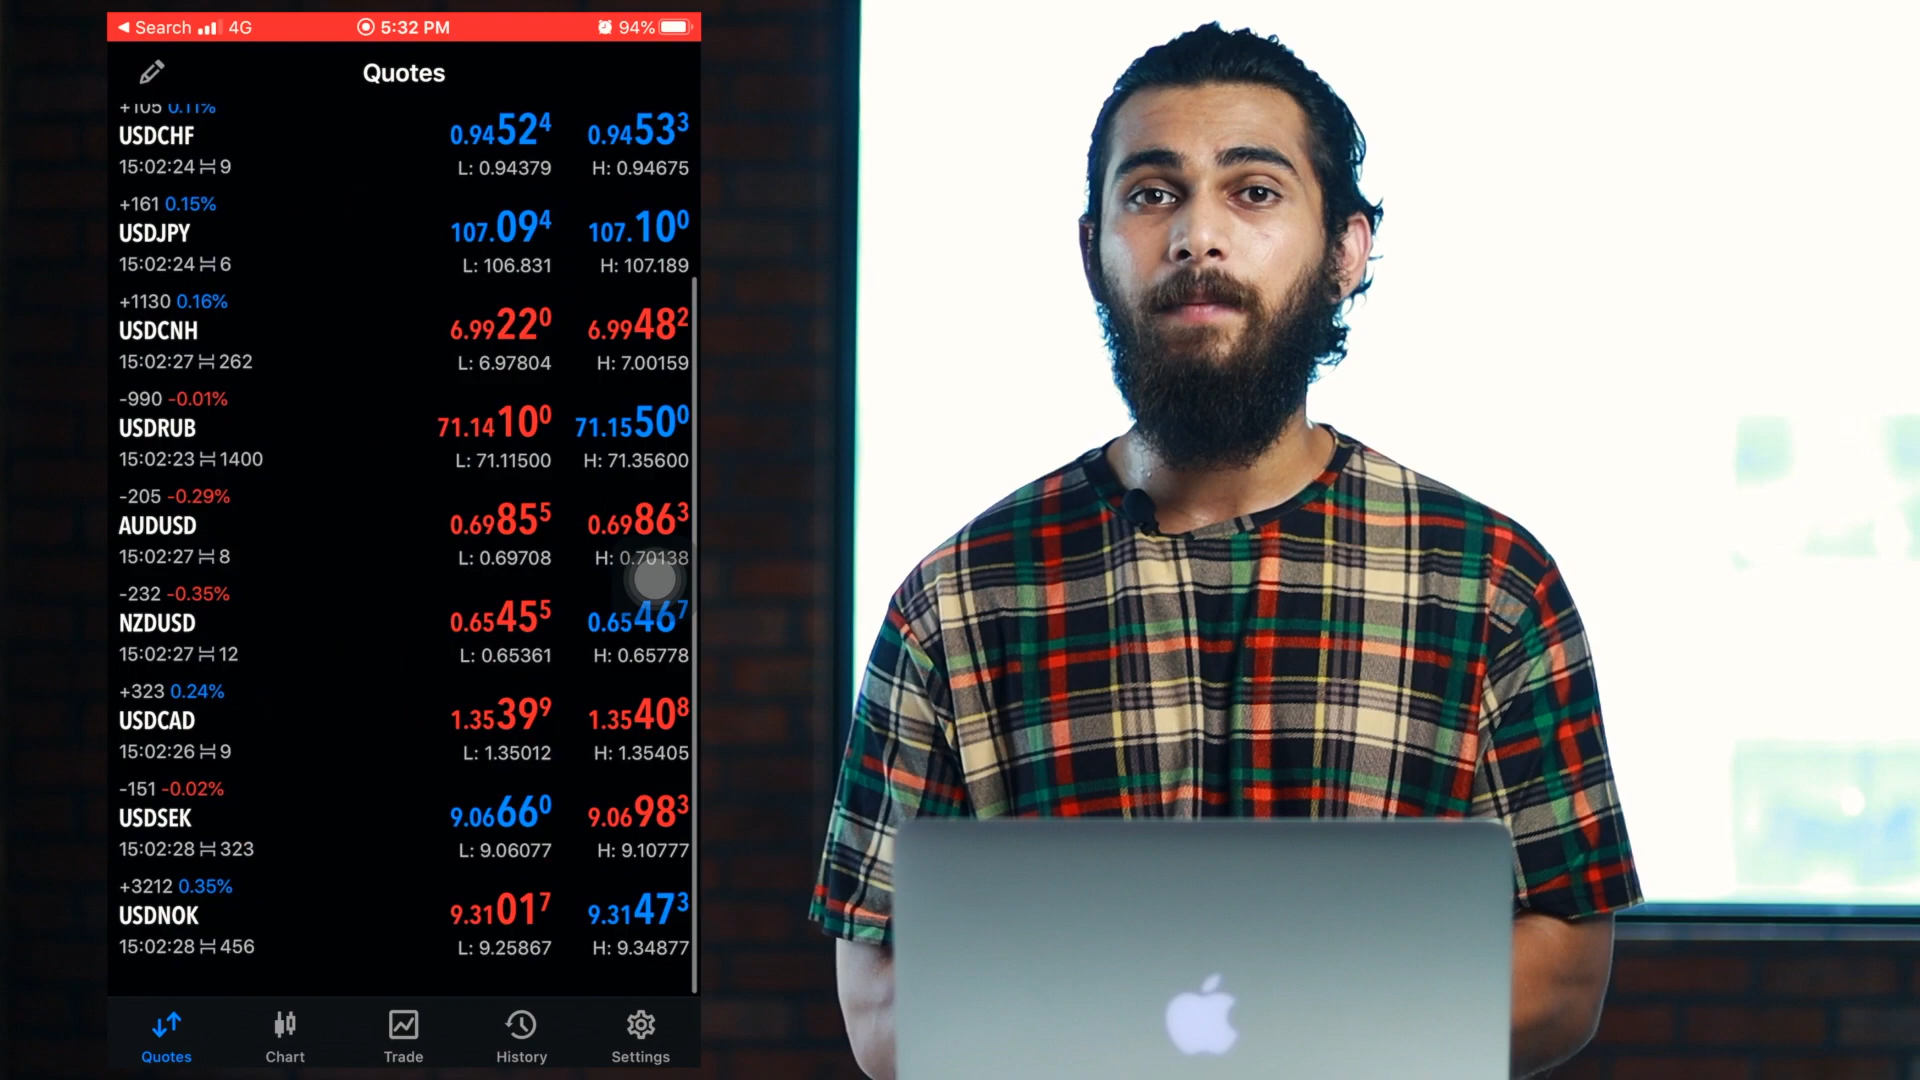 Search 4G 5:32 PM 94%
Quotes
+105 0.11%
USDCHF 0.94524 0.94533
15:02:24 9 L: 0.94379 H: 0.94675
+161 0.15%
USDJPY 107.094 107.100
15:02:24 6 L: 106.831 H: 107.189
+1130 0.16%
USDCNH 6.99220 6.99482
15:02:27 262 L: 6.97804 H: 7.00159
-990 -0.01%
USDRUB 71.14100 71.15500
15:02:23 1400 L: 71.11500 H: 71.35600
-205 -0.29%
AUDUSD 0.69855 0.69863
15:02:27 8 L: 0.69708 H: 0.70138
-232 -0.35%
NZDUSD 0.65455 0.65467
15:02:27 12 L: 0.65361 H: 0.65778
+323 0.24%
USDCAD 1.35399 1.35408
15:02:26 9 L: 1.35012 H: 1.35405
-151 -0.02%
USDSEK 9.06660 9.06983
15:02:28 323 L: 9.06077 H: 9.10777
+3212 0.35%
USDNOK 9.31017 9.31473
15:02:28 456 L: 9.25867 H: 9.34877
Quotes Chart Trade History Settings